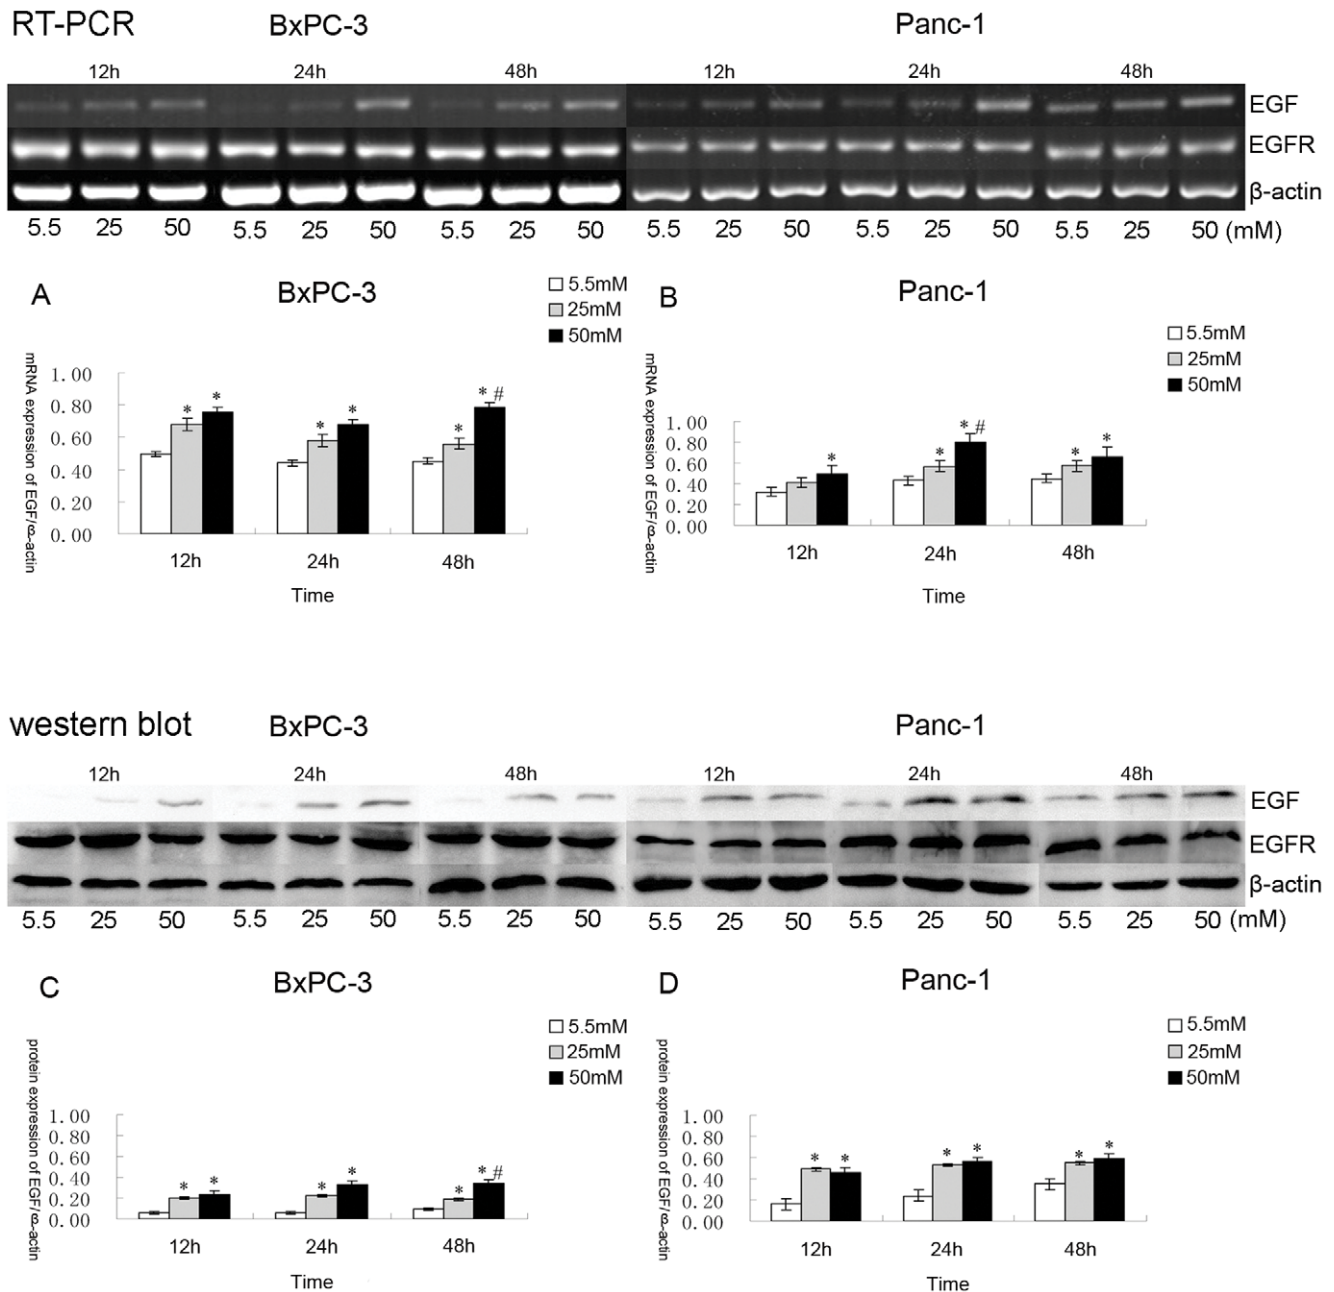 RT-PCR BxPC-3 Panc-1
12h 24h 48h 12h 24h 48h
EGF
EGFR
β-actin
5.5 25 50 5.5 25 50 5.5 25 50 5.5 25 50 5.5 25 50 5.5 25 50 (mM)
A BxPC-3
5.5mM
25mM
50mM
mRNA expression of EGF/β-actin
1.00
0.80
0.60
0.40
0.20
0.00
* * * * * * #
12h 24h 48h
Time
B Panc-1
5.5mM
25mM
50mM
mRNA expression of EGF/β-actin
1.00
0.80
0.60
0.40
0.20
0.00
* * * # * *
12h 24h 48h
Time
western blot BxPC-3 Panc-1
12h 24h 48h 12h 24h 48h
EGF
EGFR
β-actin
5.5 25 50 5.5 25 50 5.5 25 50 5.5 25 50 5.5 25 50 5.5 25 50 (mM)
C BxPC-3
5.5mM
25mM
50mM
protein expression of EGF/β-actin
1.00
0.80
0.60
0.40
0.20
0.00
* * * * * * #
12h 24h 48h
Time
D Panc-1
5.5mM
25mM
50mM
protein expression of EGF/β-actin
1.00
0.80
0.60
0.40
0.20
0.00
* * * * * *
12h 24h 48h
Time